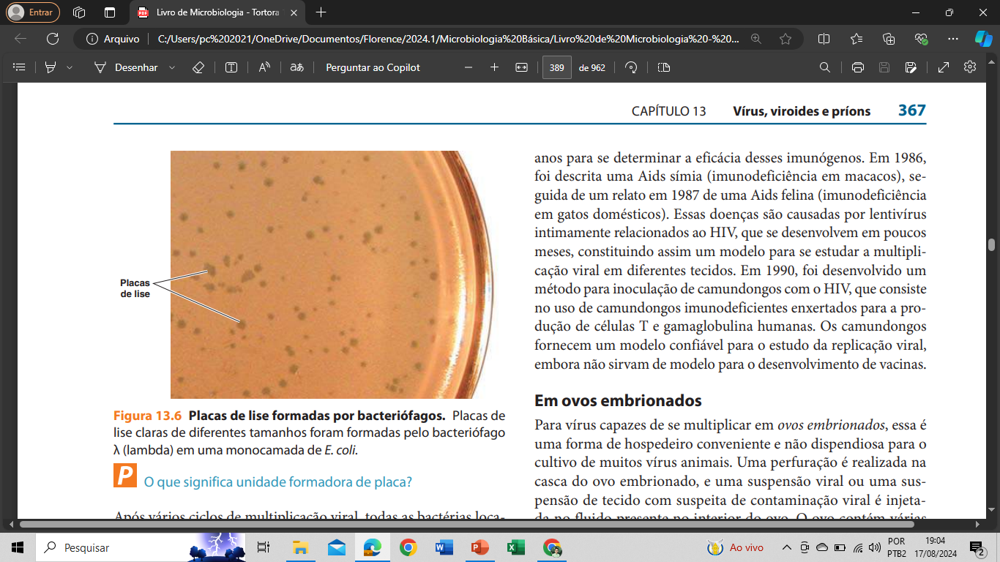 Entrar
Livro de Microbiologia - Tortora
Arquivo
C:/Users/pc%202021/OneDrive/Documentos/Florence/2024.1/Microbiologia%20Básica/Livro%20de%20Microbiologia%20-%20...
Desenhar
Perguntar ao Copilot
389
de 962
CAPÍTULO 13 Vírus, viroides e príons 367
Placas
de lise
Figura 13.6 Placas de lise formadas por bacteriófagos. Placas de
lise claras de diferentes tamanhos foram formadas pelo bacteriófago
λ (lambda) em uma monocamada de E. coli.
P O que significa unidade formadora de placa?
Após vários ciclos de multiplicação viral, todas as bactérias loca-
anos para se determinar a eficácia desses imunógenos. Em 1986,
foi descrita uma Aids símia (imunodeficiência em macacos), se-
guida de um relato em 1987 de uma Aids felina (imunodeficiência
em gatos domésticos). Essas doenças são causadas por lentivírus
intimamente relacionados ao HIV, que se desenvolvem em poucos
meses, constituindo assim um modelo para se estudar a multipli-
cação viral em diferentes tecidos. Em 1990, foi desenvolvido um
método para inoculação de camundongos com o HIV, que consiste
no uso de camundongos imunodeficientes enxertados para a pro-
dução de células T e gamaglobulina humanas. Os camundongos
fornecem um modelo confiável para o estudo da replicação viral,
embora não sirvam de modelo para o desenvolvimento de vacinas.
Em ovos embrionados
Para vírus capazes de se multiplicar em ovos embrionados, essa é
uma forma de hospedeiro conveniente e não dispendiosa para o
cultivo de muitos vírus animais. Uma perfuração é realizada na
casca do ovo embrionado, e uma suspensão viral ou uma sus-
pensão de tecido com suspeita de contaminação viral é injeta-
da no fluido presente no interior do ovo. O ovo contém várias
Pesquisar
Ao vivo
POR
PTB2
19:04
17/08/2024
2